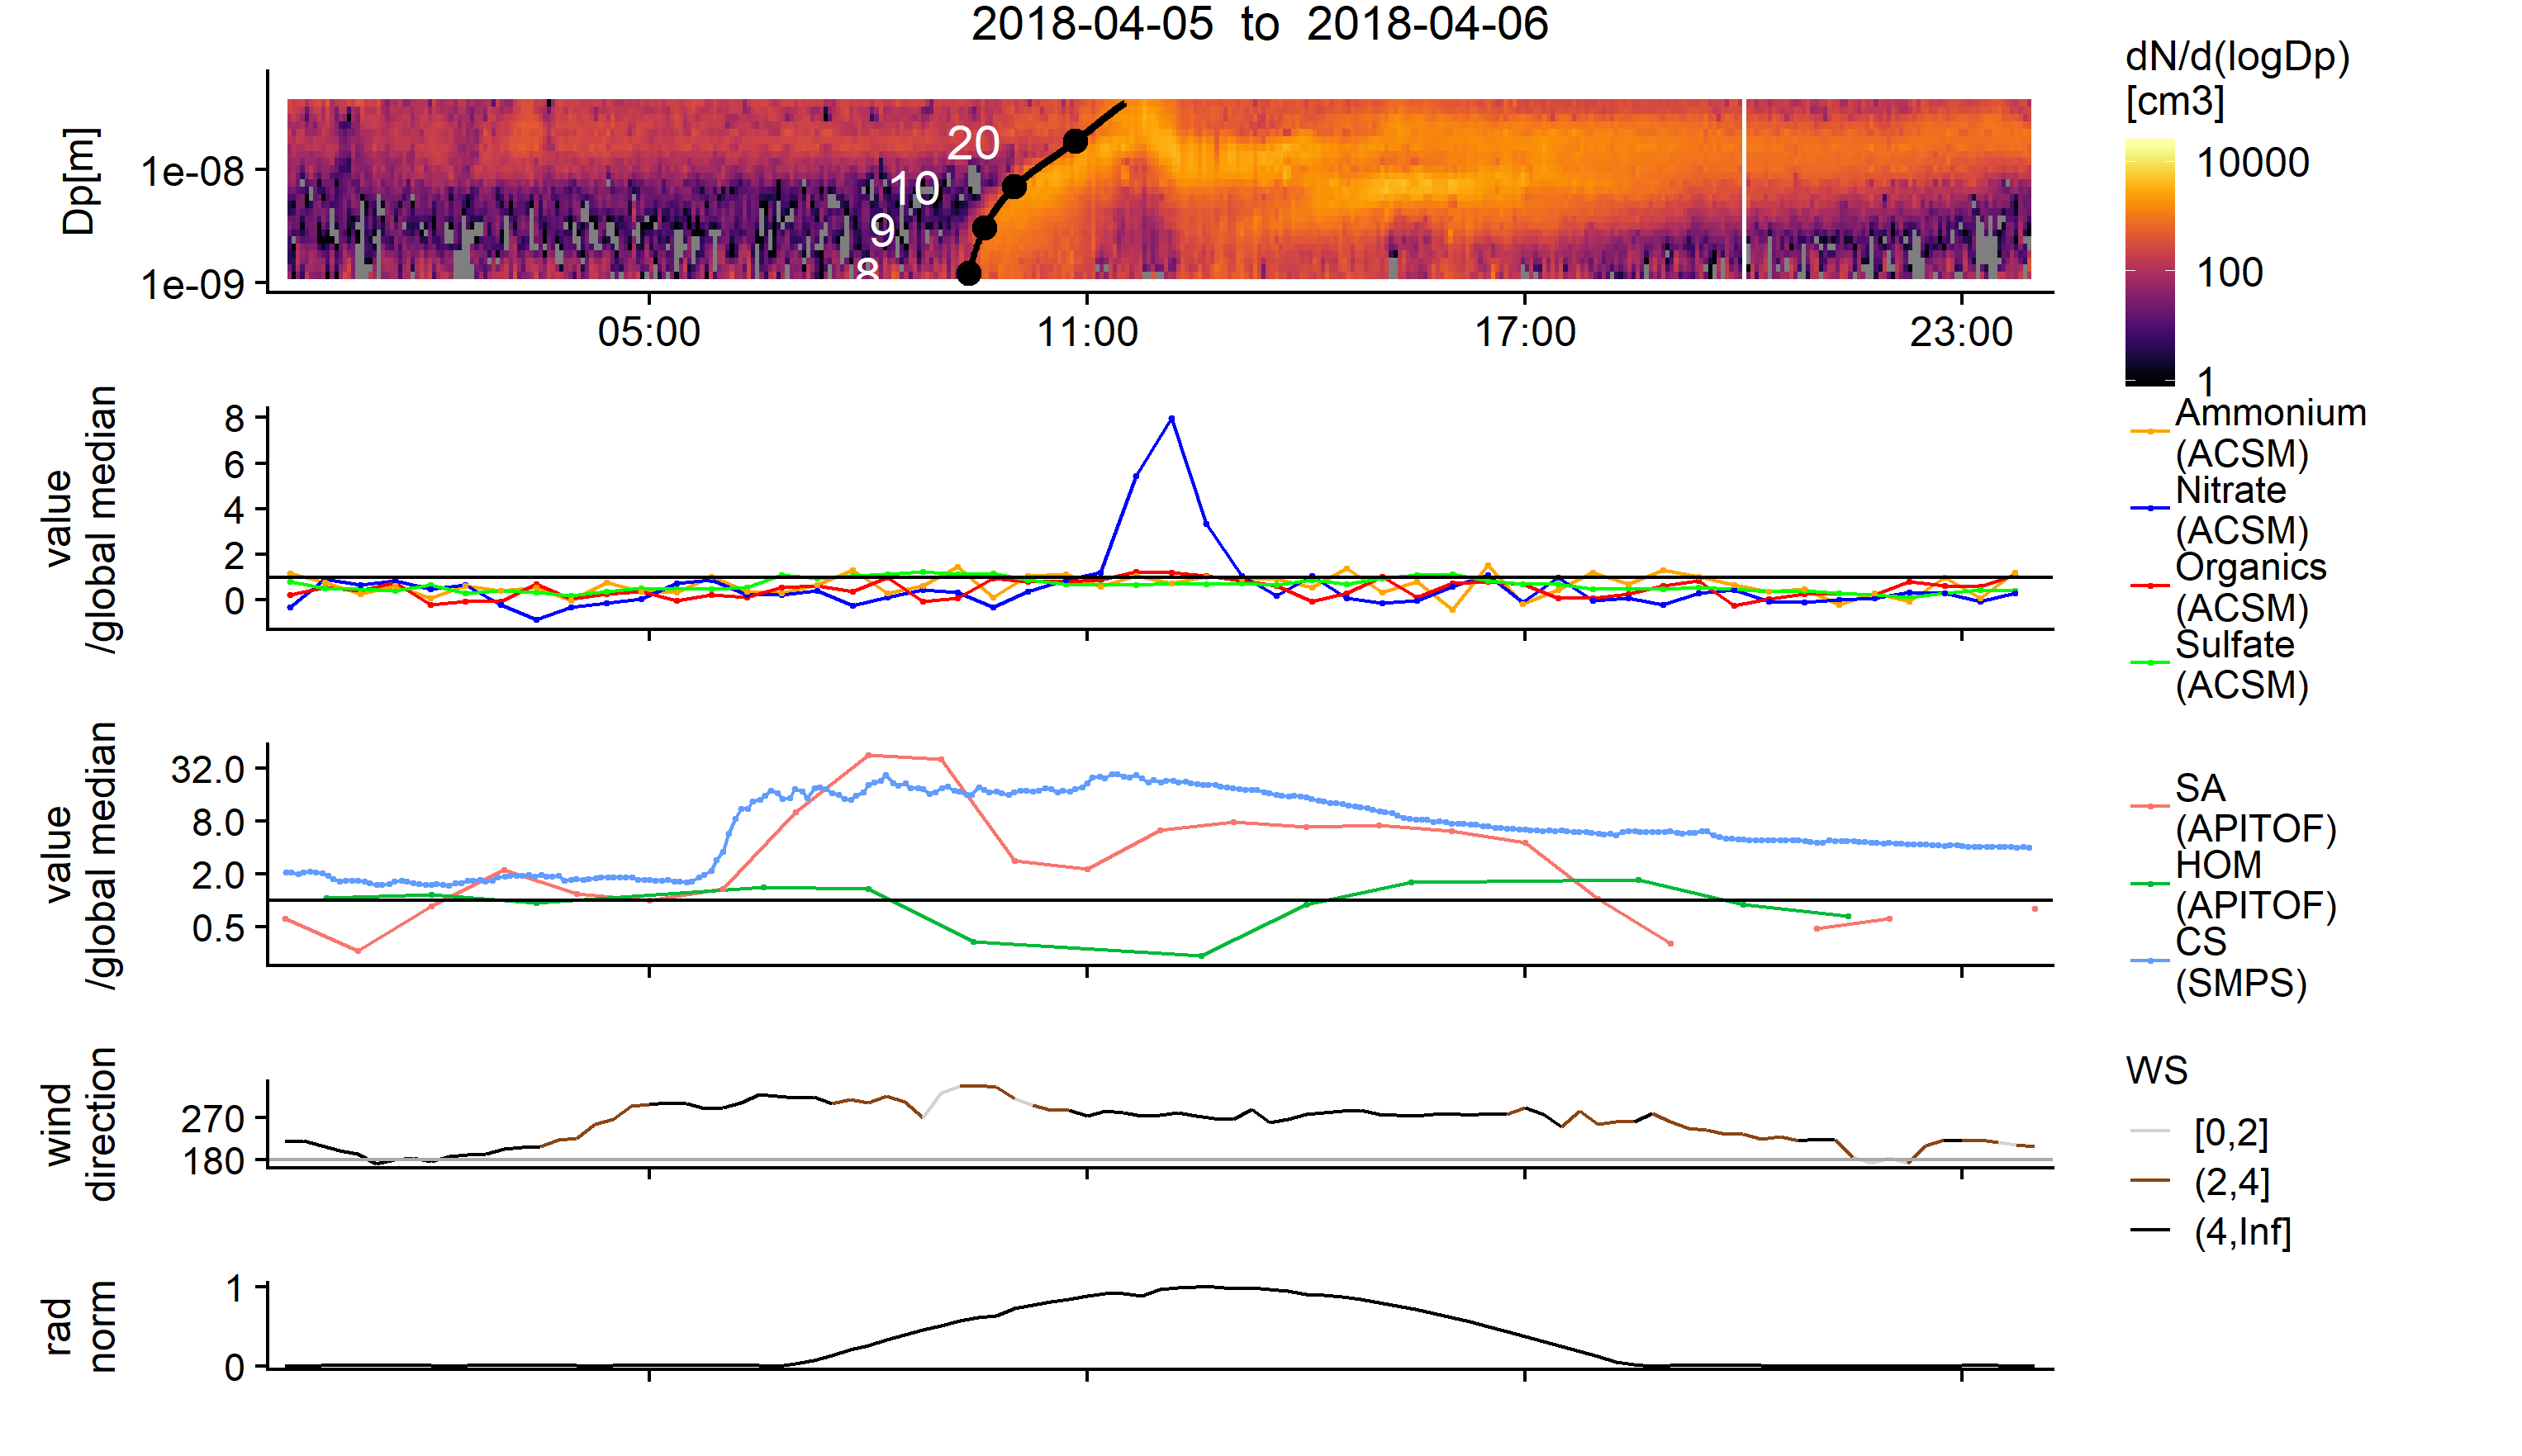 2018-04-05 to 2018-04-06
dN/d(logDp)
[cm3]
10000
100
1
Dp[m]
1e-08
1e-09
20
10
9
8
05:00
11:00
17:00
23:00
value
/global median
8
6
4
2
0
Ammonium
(ACSM)
Nitrate
(ACSM)
Organics
(ACSM)
Sulfate
(ACSM)
value
/global median
32.0
8.0
2.0
0.5
SA
(APITOF)
HOM
(APITOF)
CS
(SMPS)
wind
direction
270
180
WS
[0,2]
(2,4]
(4,Inf]
rad
norm
1
0